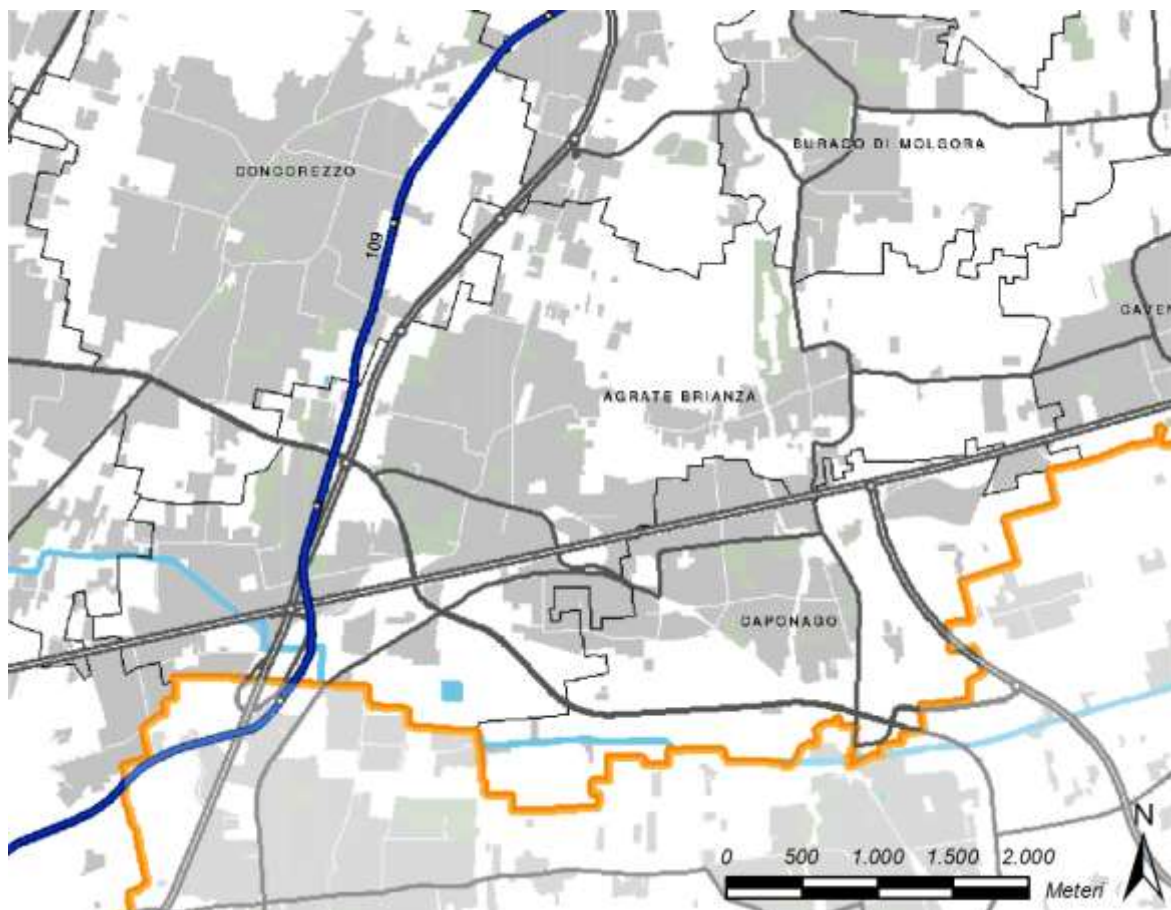 CONCOREZZO
BURAGO DI MOLGORA
109
CAVEN
AGRATE BRIANZA
CAPONAGO
N
0 500 1.000 1.500 2.000
Meteri